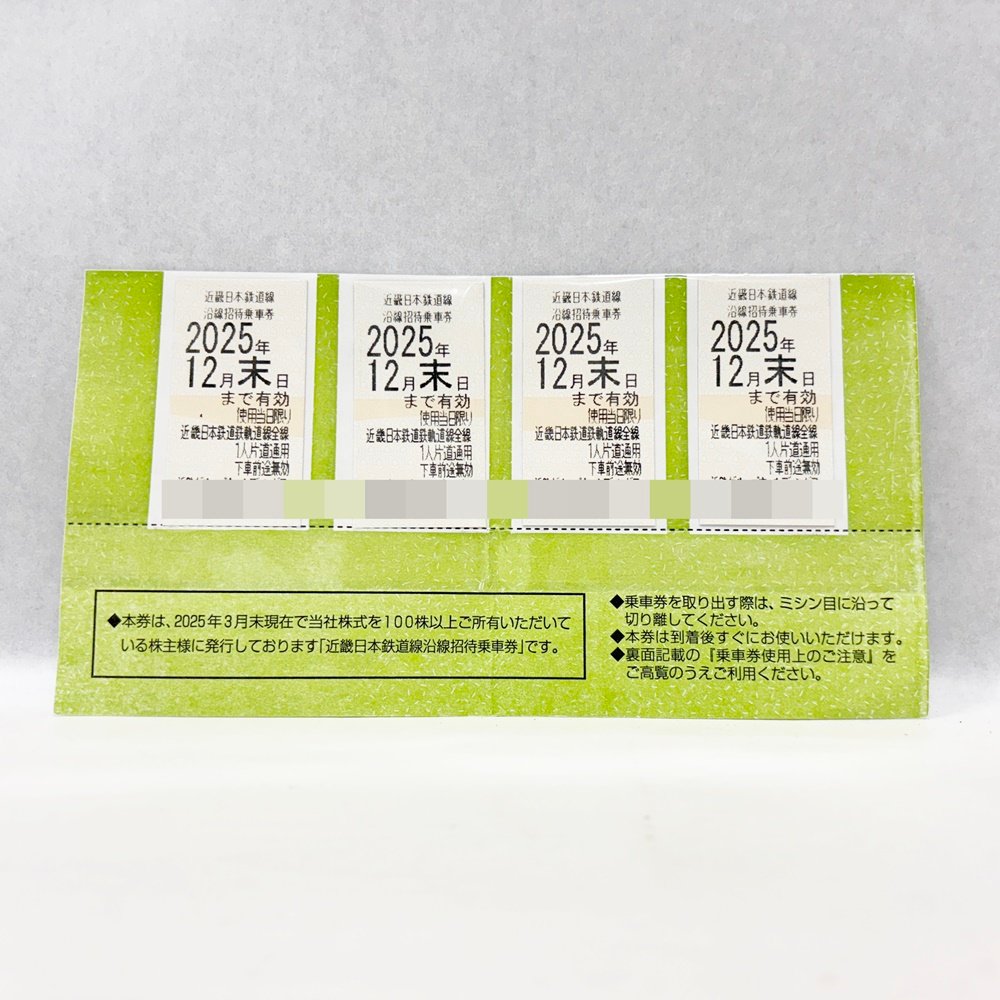 近畿日本鉄道線
沿線招待乗車券
2025年
12月末日
まで有効
(使用当日限り)
近畿日本鉄道鉄軌道線全線
1人片道通用
下車前途無効
近畿日本鉄道線
沿線招待乗車券
2025年
12月末日
まで有効
(使用当日限り)
近畿日本鉄道鉄軌道線全線
1人片道通用
下車前途無効
近畿日本鉄道線
沿線招待乗車券
2025年
12月末日
まで有効
(使用当日限り)
近畿日本鉄道鉄軌道線全線
1人片道通用
下車前途無効
近畿日本鉄道線
沿線招待乗車券
2025年
12月末日
まで有効
(使用当日限り)
近畿日本鉄道鉄軌道線全線
1人片道通用
下車前途無効
◆本券は、2025年3月末現在で当社株式を100株以上ご所有いただいて
いる株主様に発行しております「近畿日本鉄道線沿線招待乗車券」です。
◆乗車券を取り出す際は、ミシン目に沿って
切り離してください。
◆本券は到着後すぐにお使いいただけます。
◆裏面記載の『乗車券使用上のご注意』を
ご高覧のうえご利用ください。